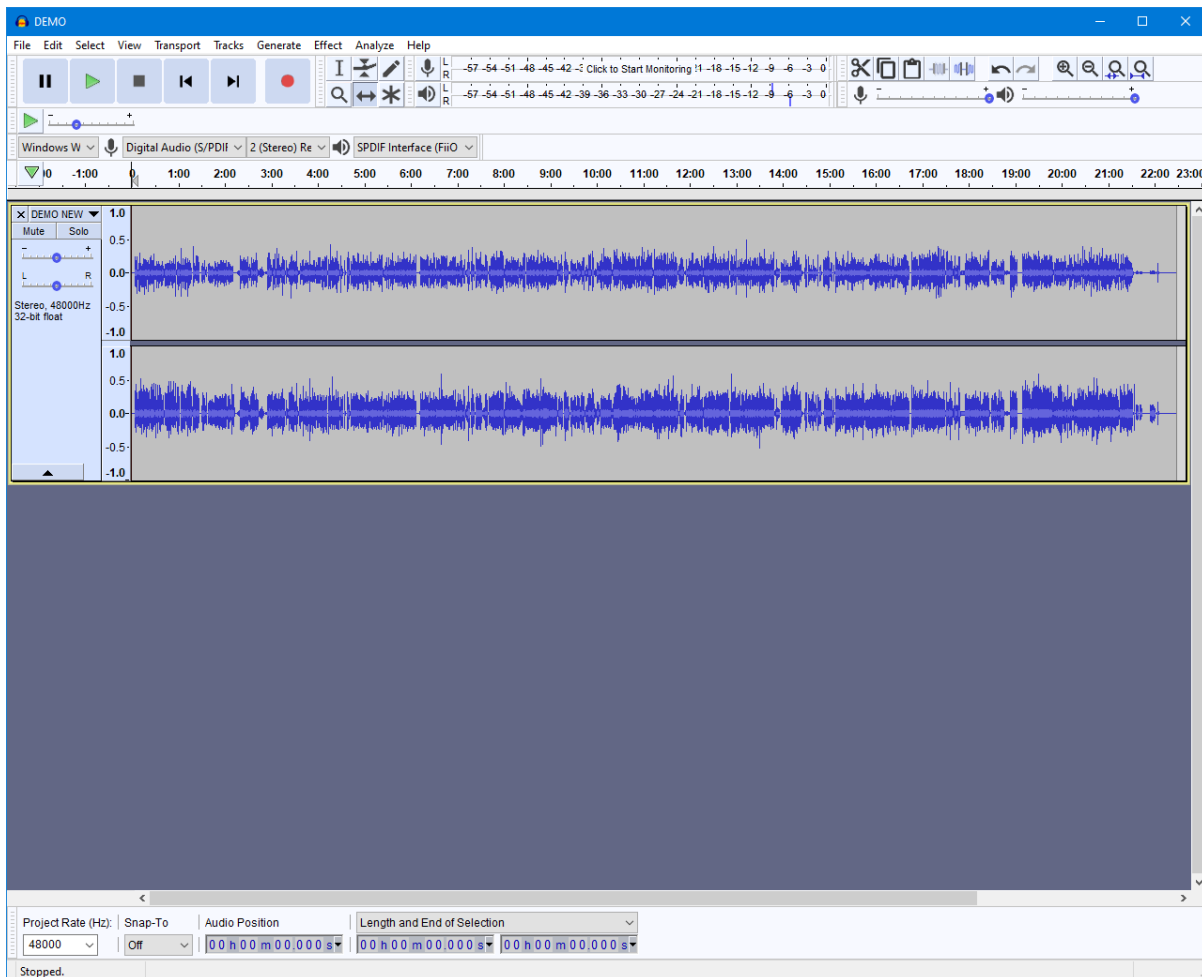 DEMO
File Edit Select View Transport Tracks Generate Effect Analyze Help
L
R
-57 -54 -51 -48 -45 -42 -3 Click to Start Monitoring !1 -18 -15 -12 -9 -6 -3 0
L
R
-57 -54 -51 -48 -45 -42 -39 -36 -33 -30 -27 -24 -21 -18 -15 -12 -9 -6 -3 0
- +
- +
- +
Windows W Digital Audio (S/PDIF 2 (Stereo) Re SPDIF Interface (FiiO
-1:00 0 1:00 2:00 3:00 4:00 5:00 6:00 7:00 8:00 9:00 10:00 11:00 12:00 13:00 14:00 15:00 16:00 17:00 18:00 19:00 20:00 21:00 22:00 23:00
DEMO NEW
Mute Solo
- +
L R
Stereo, 48000Hz
32-bit float
1.0
0.5
0.0
-0.5
-1.0
1.0
0.5
0.0
-0.5
-1.0
Project Rate (Hz): Snap-To Audio Position Length and End of Selection
48000 Off 00 h 00 m 00.000 s 00 h 00 m 00.000 s 00 h 00 m 00.000 s
Stopped.